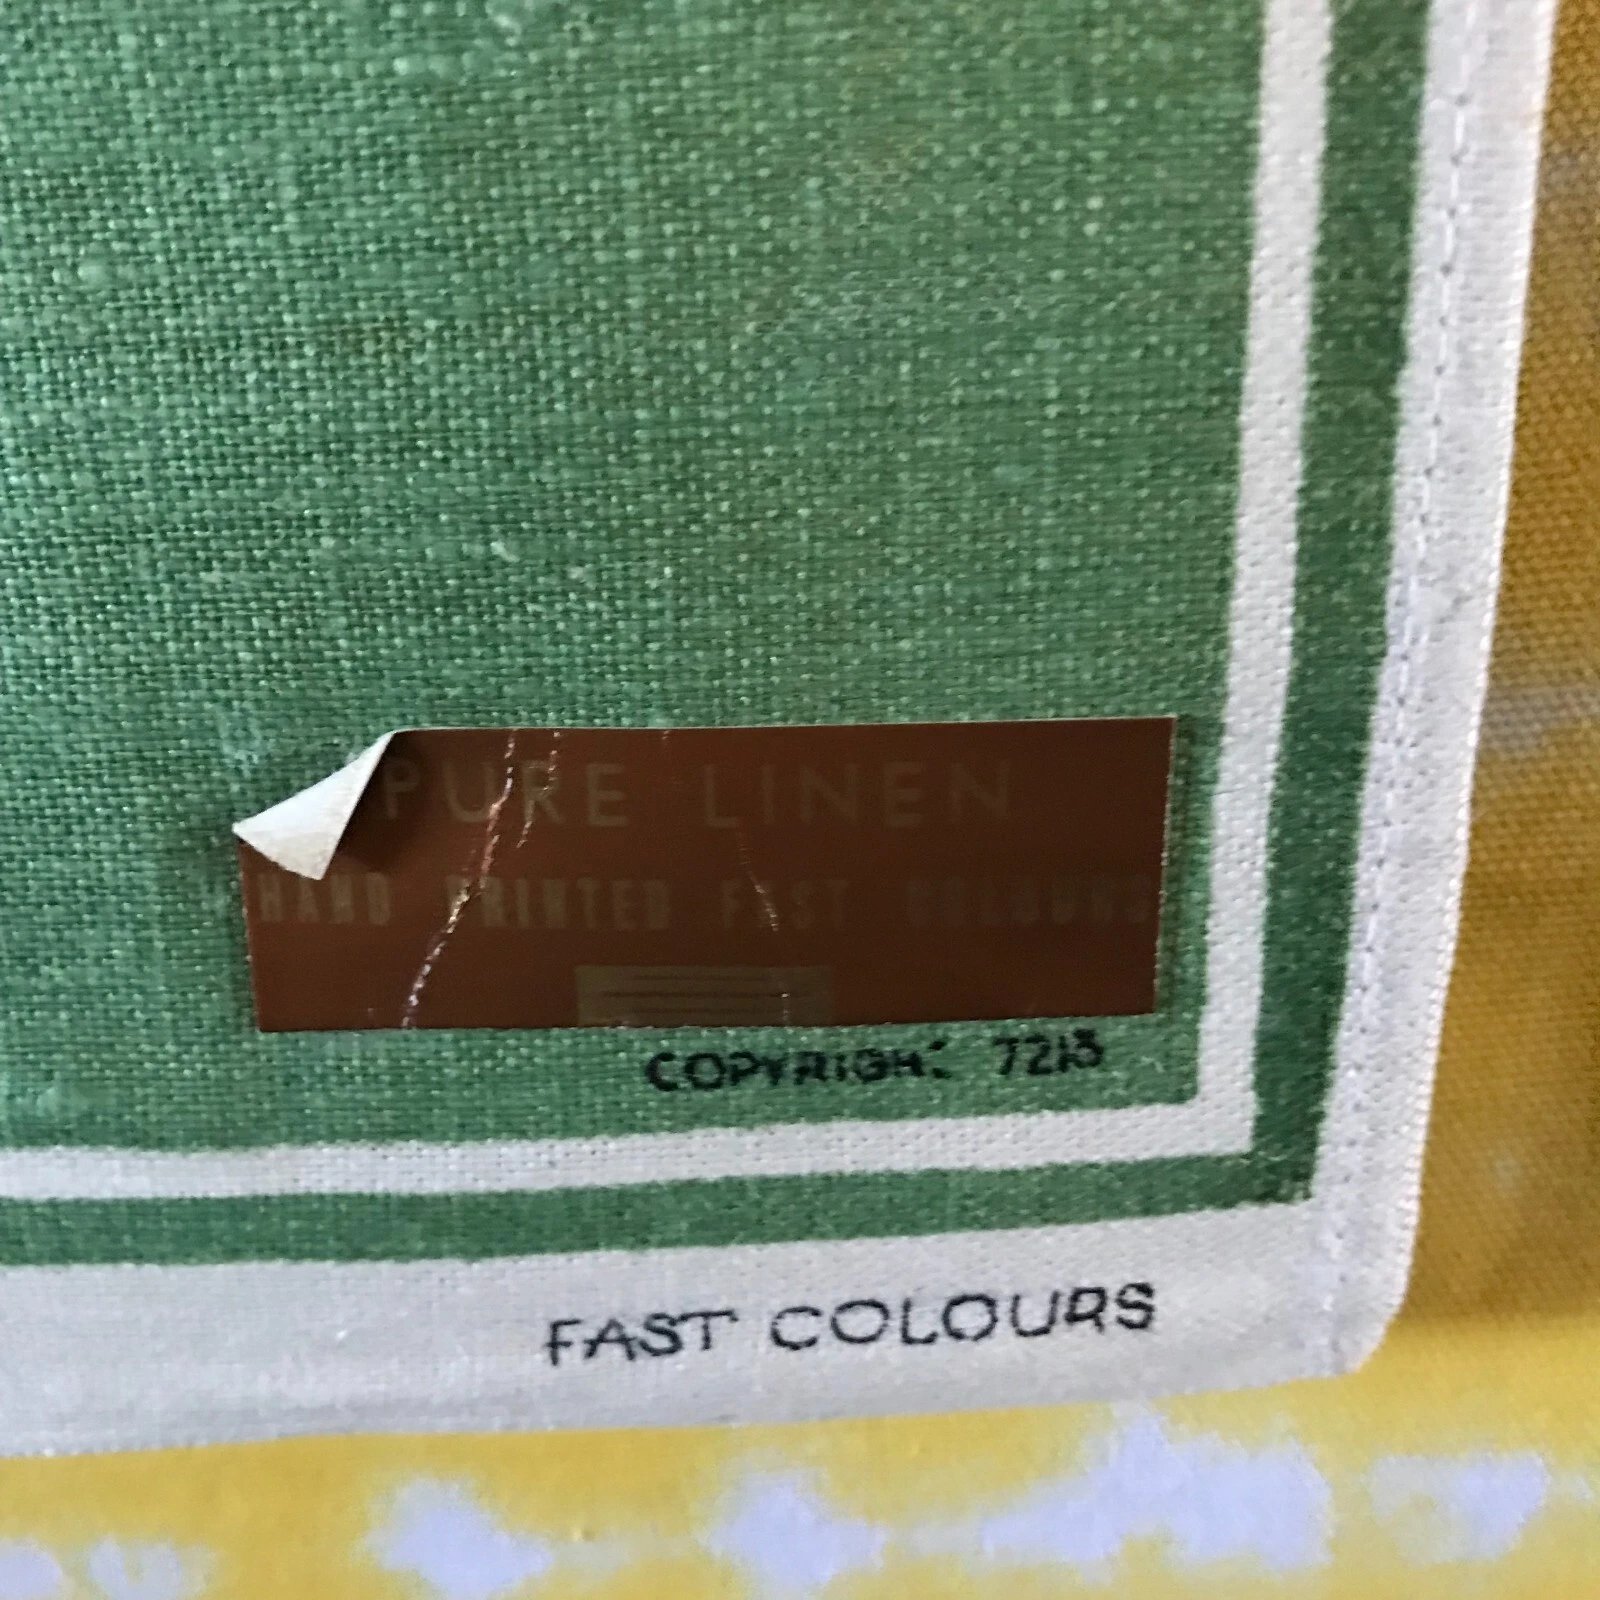 PURE LINEN
HAND PRINTED FAST COLOURS
COPYRIGHT 7213
FAST COLOURS